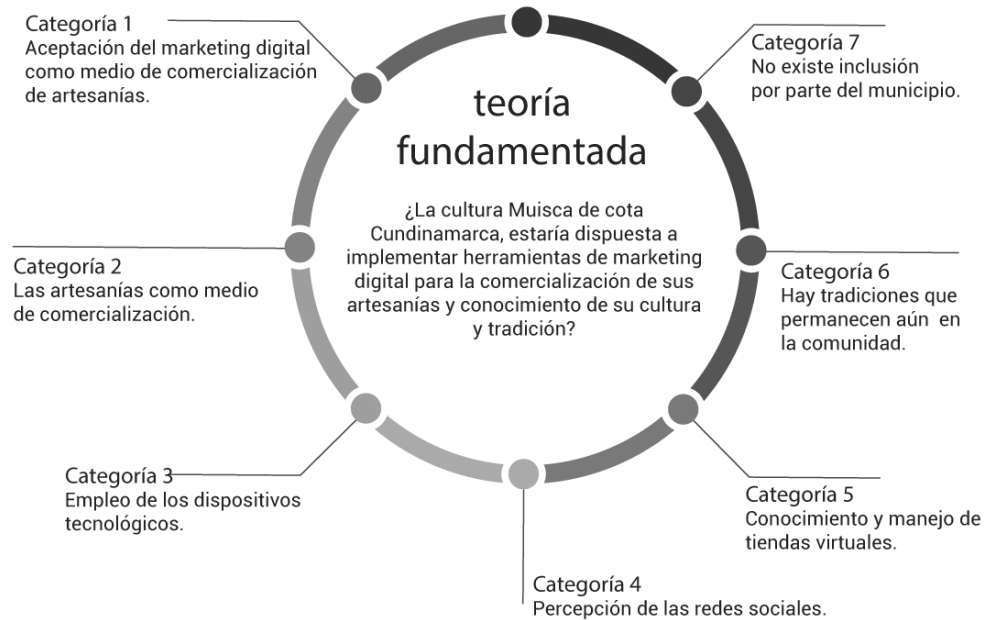 teoría
fundamentada
¿La cultura Muisca de cota
Cundinamarca, estaría dispuesta a
implementar herramientas de marketing
digital para la comercialización de sus
artesanías y conocimiento de su cultura
y tradición?
Categoría 1
Aceptación del marketing digital
como medio de comercialización
de artesanías.
Categoría 2
Las artesanías como medio
de comercialización.
Categoría 3
Empleo de los dispositivos
tecnológicos.
Categoría 4
Percepción de las redes sociales.
Categoría 5
Conocimiento y manejo de
tiendas virtuales.
Categoría 6
Hay tradiciones que
permanecen aún en
la comunidad.
Categoría 7
No existe inclusión
por parte del municipio.